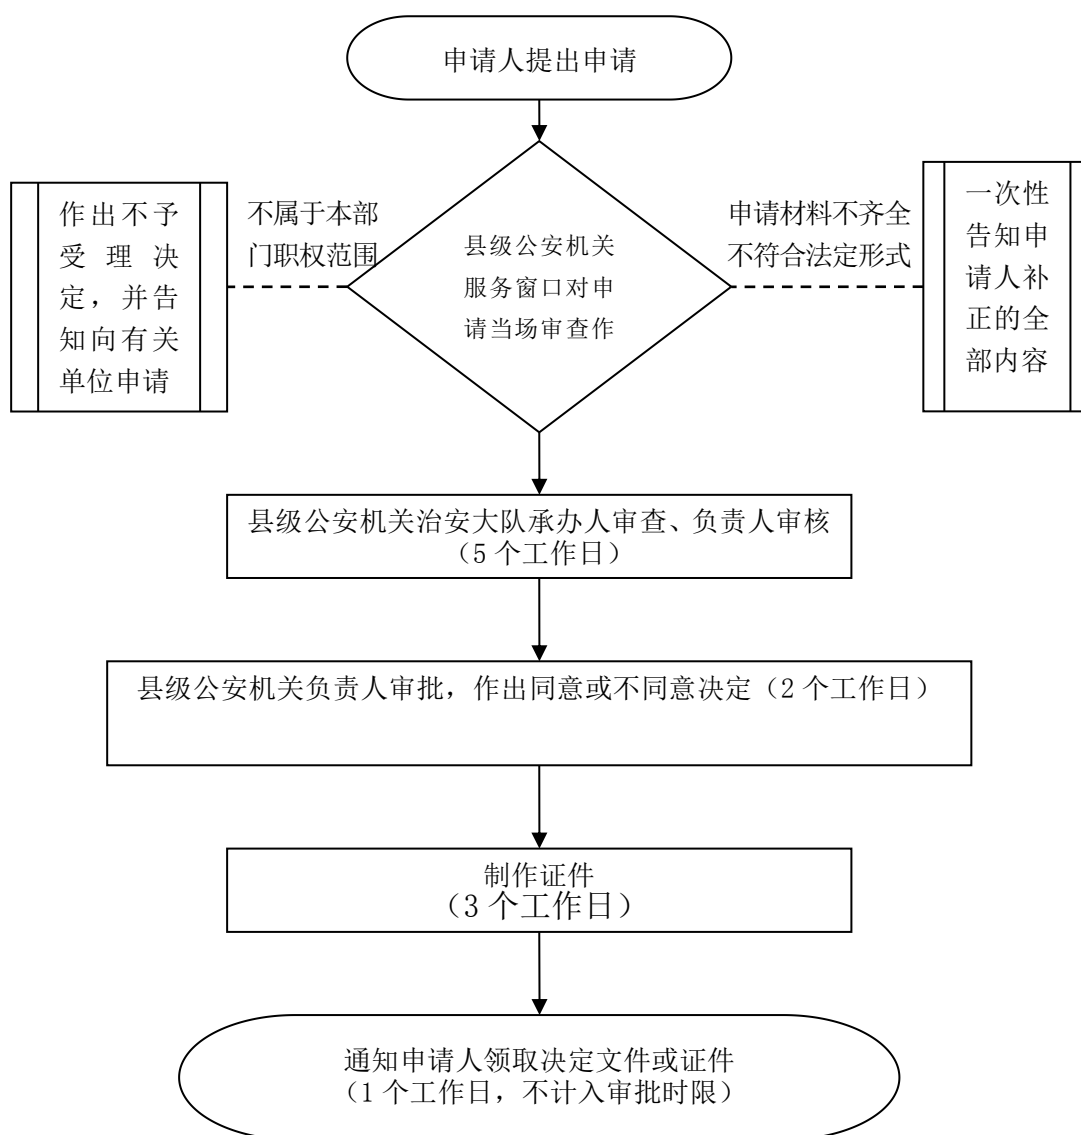 申请人提出申请
作出不予
受理决
定，并告
知向有关
单位申请
不属于本部
门职权范围
县级公安机关
服务窗口对申
请当场审查作
申请材料不齐全
不符合法定形式
一次性
告知申
请人补
正的全
部内容
县级公安机关治安大队承办人审查、负责人审核
（5 个工作日）
县级公安机关负责人审批，作出同意或不同意决定（2 个工作日）
制作证件
（3 个工作日）
通知申请人领取决定文件或证件
（1 个工作日，不计入审批时限）